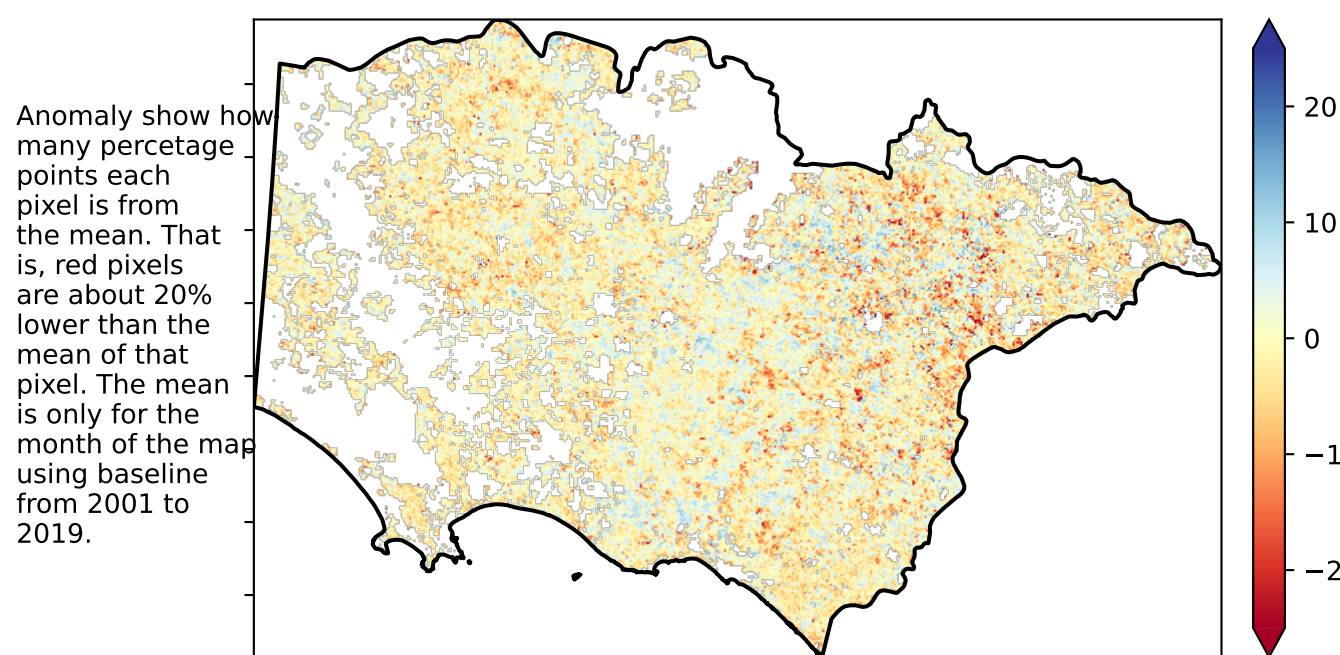 Anomaly show how
many percetage
points each
pixel is from
the mean. That
is, red pixels
are about 20%
lower than the
mean of that
pixel. The mean
is only for the
month of the map
using baseline
from 2001 to
2019.
20
10
0
−1
−2